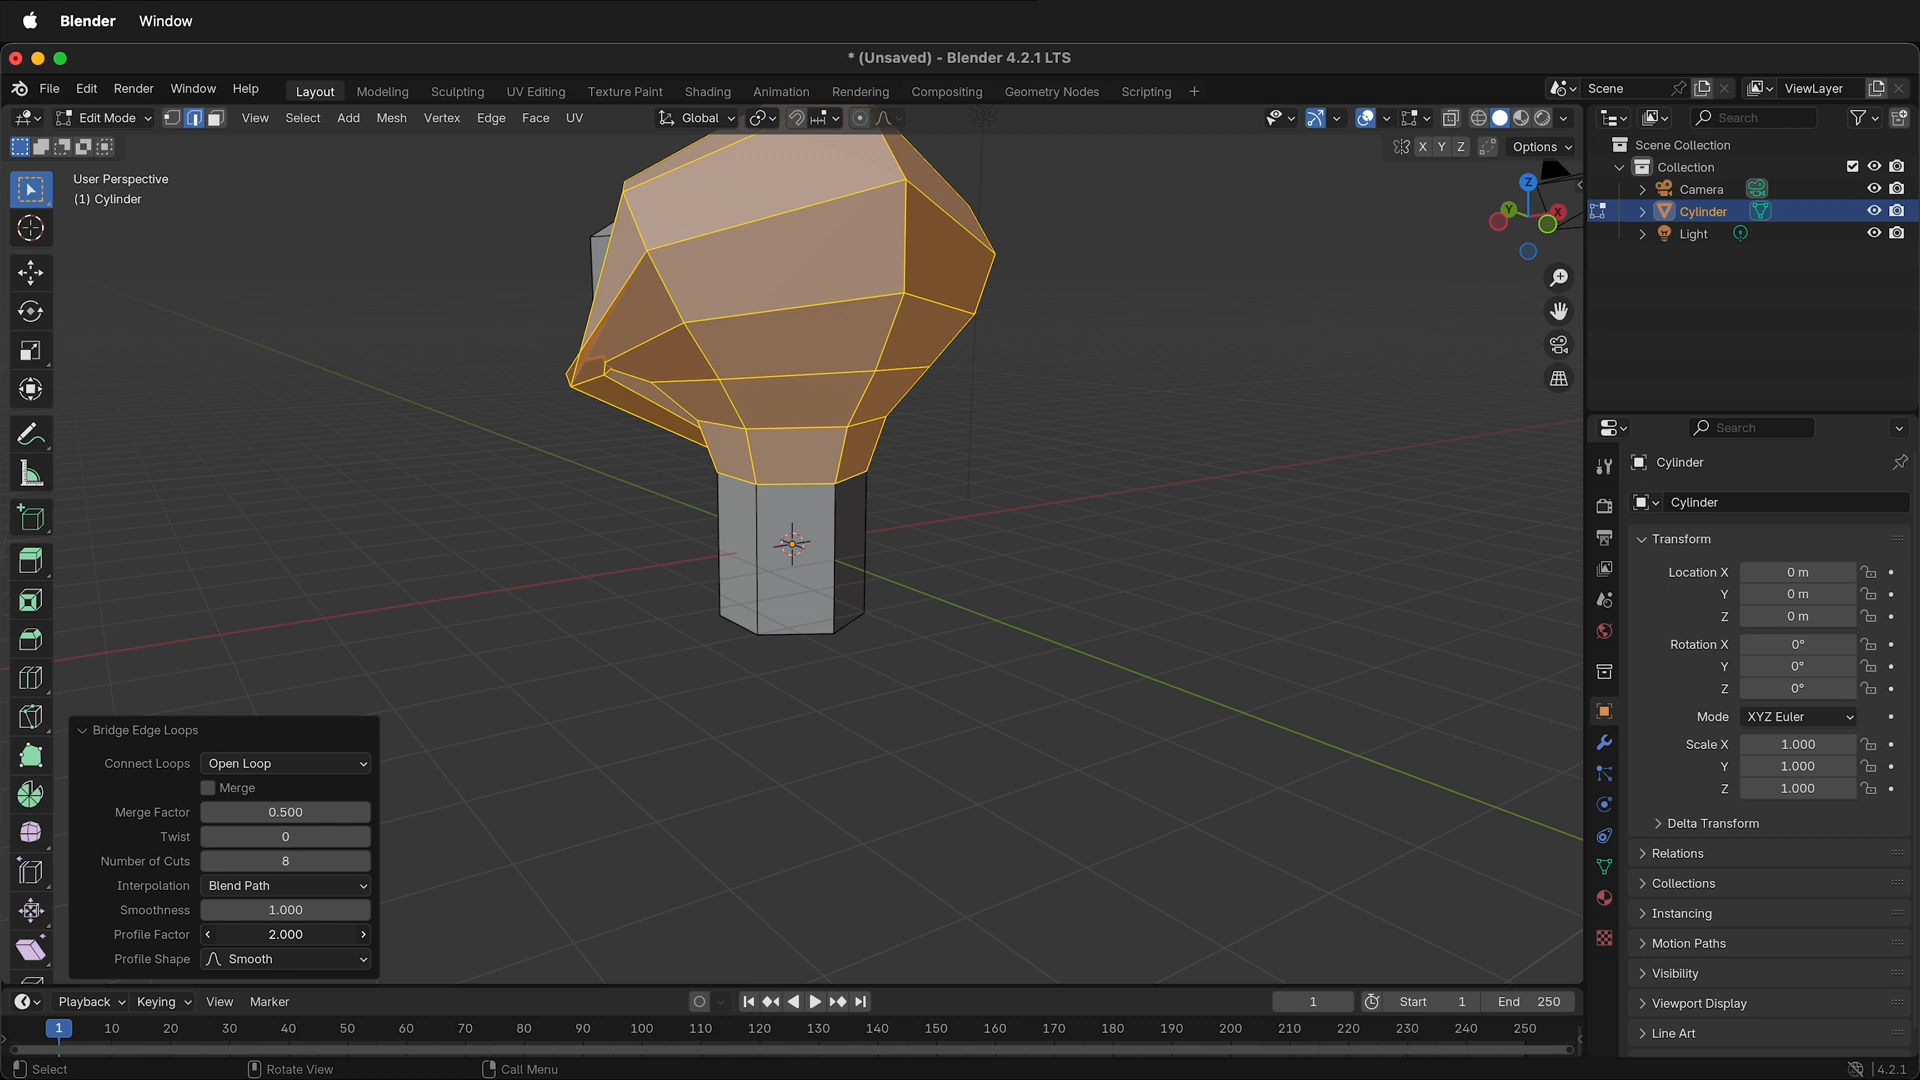 Blender Window
* (Unsaved) - Blender 4.2.1 LTS
File Edit Render Window Help Layout Modeling Sculpting UV Editing Texture Paint Shading Animation Rendering Compositing Geometry Nodes Scripting + Scene ViewLayer
Edit Mode View Select Add Mesh Vertex Edge Face UV Global Search
X Y Z Options
User Perspective
(1) Cylinder
Z
Y X
Scene Collection
Collection
Camera
Cylinder
Light
Search
Cylinder
Cylinder
Transform
Location X 0 m
Y 0 m
Z 0 m
Rotation X 0°
Y 0°
Z 0°
Mode XYZ Euler
Scale X 1.000
Y 1.000
Z 1.000
Delta Transform
Relations
Collections
Instancing
Motion Paths
Visibility
Viewport Display
Line Art
Bridge Edge Loops
Connect Loops Open Loop
Merge
Merge Factor 0.500
Twist 0
Number of Cuts 8
Interpolation Blend Path
Smoothness 1.000
Profile Factor 2.000
Profile Shape Smooth
Playback Keying View Marker 1 Start 1 End 250
1 10 20 30 40 50 60 70 80 90 100 110 120 130 140 150 160 170 180 190 200 210 220 230 240 250
Select Rotate View Call Menu 4.2.1